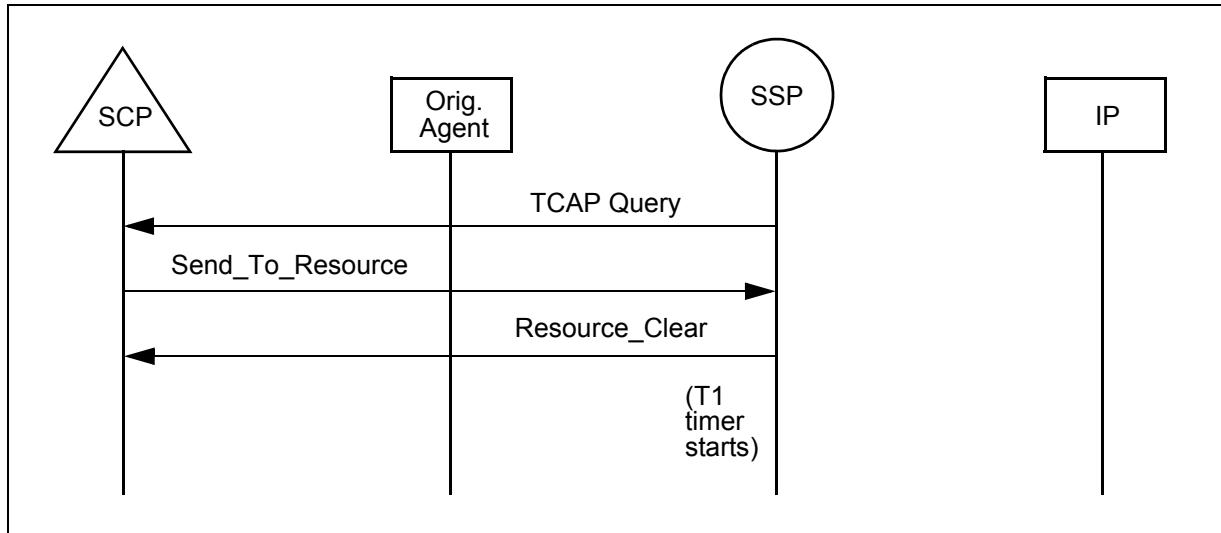 SCP
Orig.
Agent
SSP
IP
TCAP Query
Send_To_Resource
Resource_Clear
(T1
timer
starts)